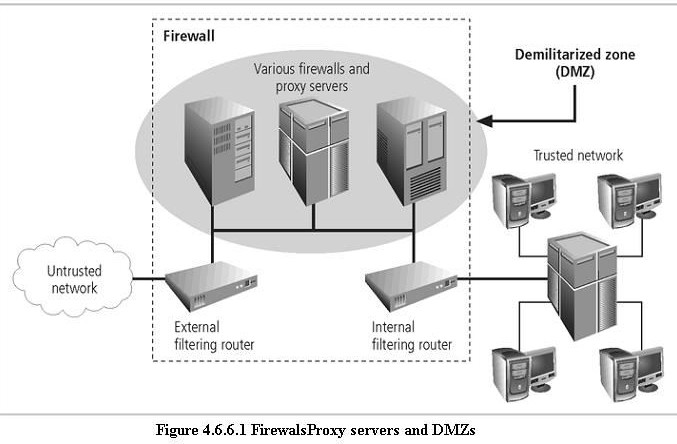 Firewall
Various firewalls and
proxy servers
Demilitarized zone
(DMZ)
Trusted network
Untrusted
network
External
filtering router
Internal
filtering router
Figure 4.6.6.1 FirewalsProxy servers and DMZs